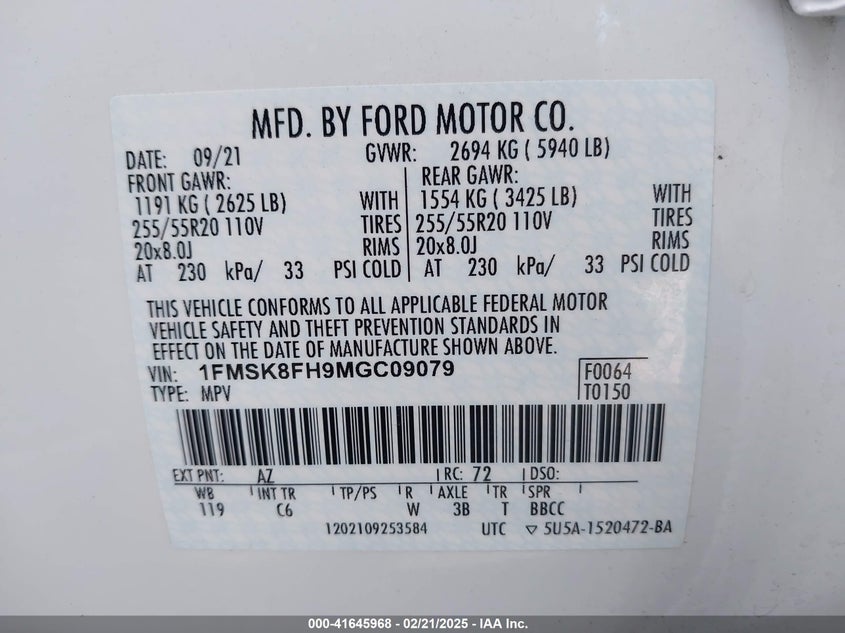 MFD. BY FORD MOTOR CO.
DATE: 09/21 GVWR: 2694 KG ( 5940 LB)
FRONT GAWR: REAR GAWR:
1191 KG ( 2625 LB) WITH 1554 KG ( 3425 LB) WITH
255/55R20 110V TIRES 255/55R20 110V TIRES
20x8.0J RIMS 20x8.0J RIMS
AT 230 kPa/ 33 PSI COLD AT 230 kPa/ 33 PSI COLD
THIS VEHICLE CONFORMS TO ALL APPLICABLE FEDERAL MOTOR
VEHICLE SAFETY AND THEFT PREVENTION STANDARDS IN
EFFECT ON THE DATE OF MANUFACTURE SHOWN ABOVE.
VIN: 1FMSK8FH9MGC09079 F0064
TYPE: MPV T0150
EXT PNT: AZ RC: 72 DSO:
WB INT TR TP/PS R AXLE TR SPR
119 C6 W 3B T BBCC
1202109253584 UTC ▽ 5U5A-1520472-BA
000-41645968 - 02/21/2025 - IAA Inc.